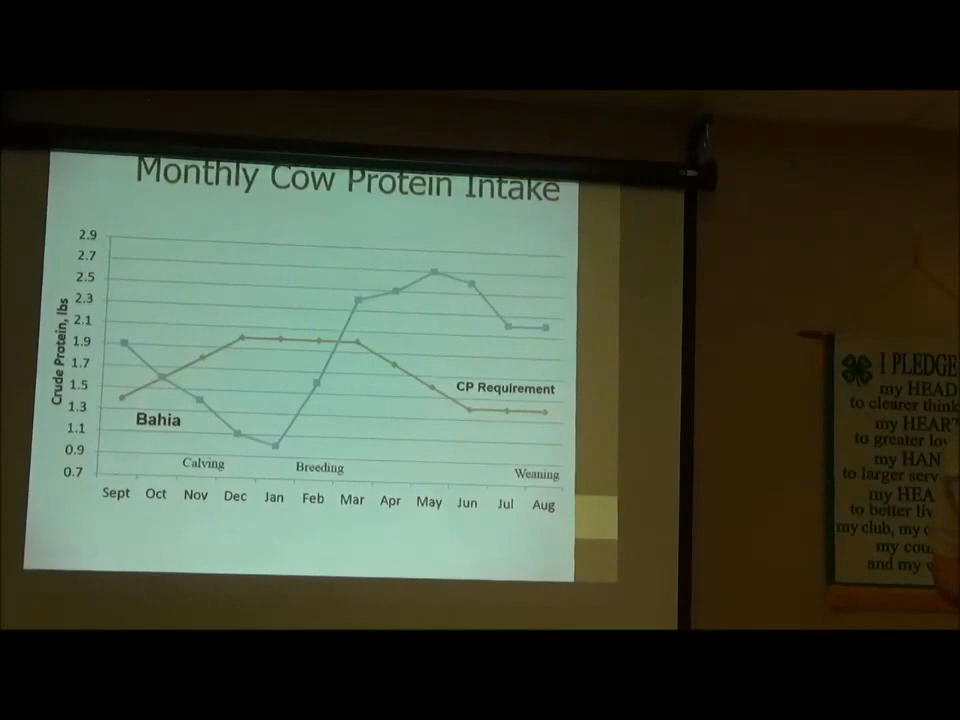 Monthly Cow Protein Intake
2.9
2.7
2.5
2.3
2.1
1.9
1.7
1.5
1.3
1.1
0.9
0.7
Crude Protein, lbs
CP Requirement
Bahia
Calving
Breeding
Weaning
Sept Oct Nov Dec Jan Feb Mar Apr May Jun Jul Aug
I PLEDGE
my HEAD
to clearer think
my HEAR
to greater lo
my HAN
to larger serv
my HEA
to better liv
my club, my c
my cou
and my